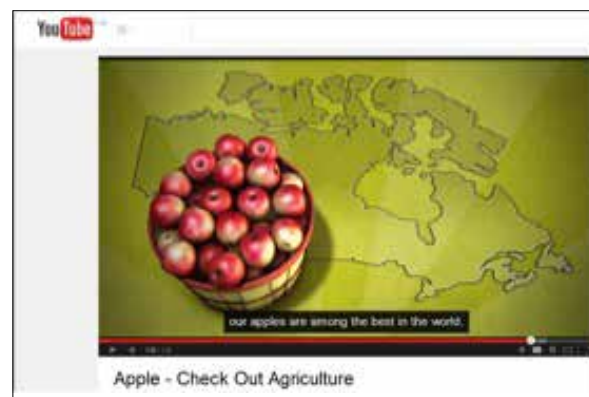 YouTube
our apples are among the best in the world.
Apple - Check Out Agriculture